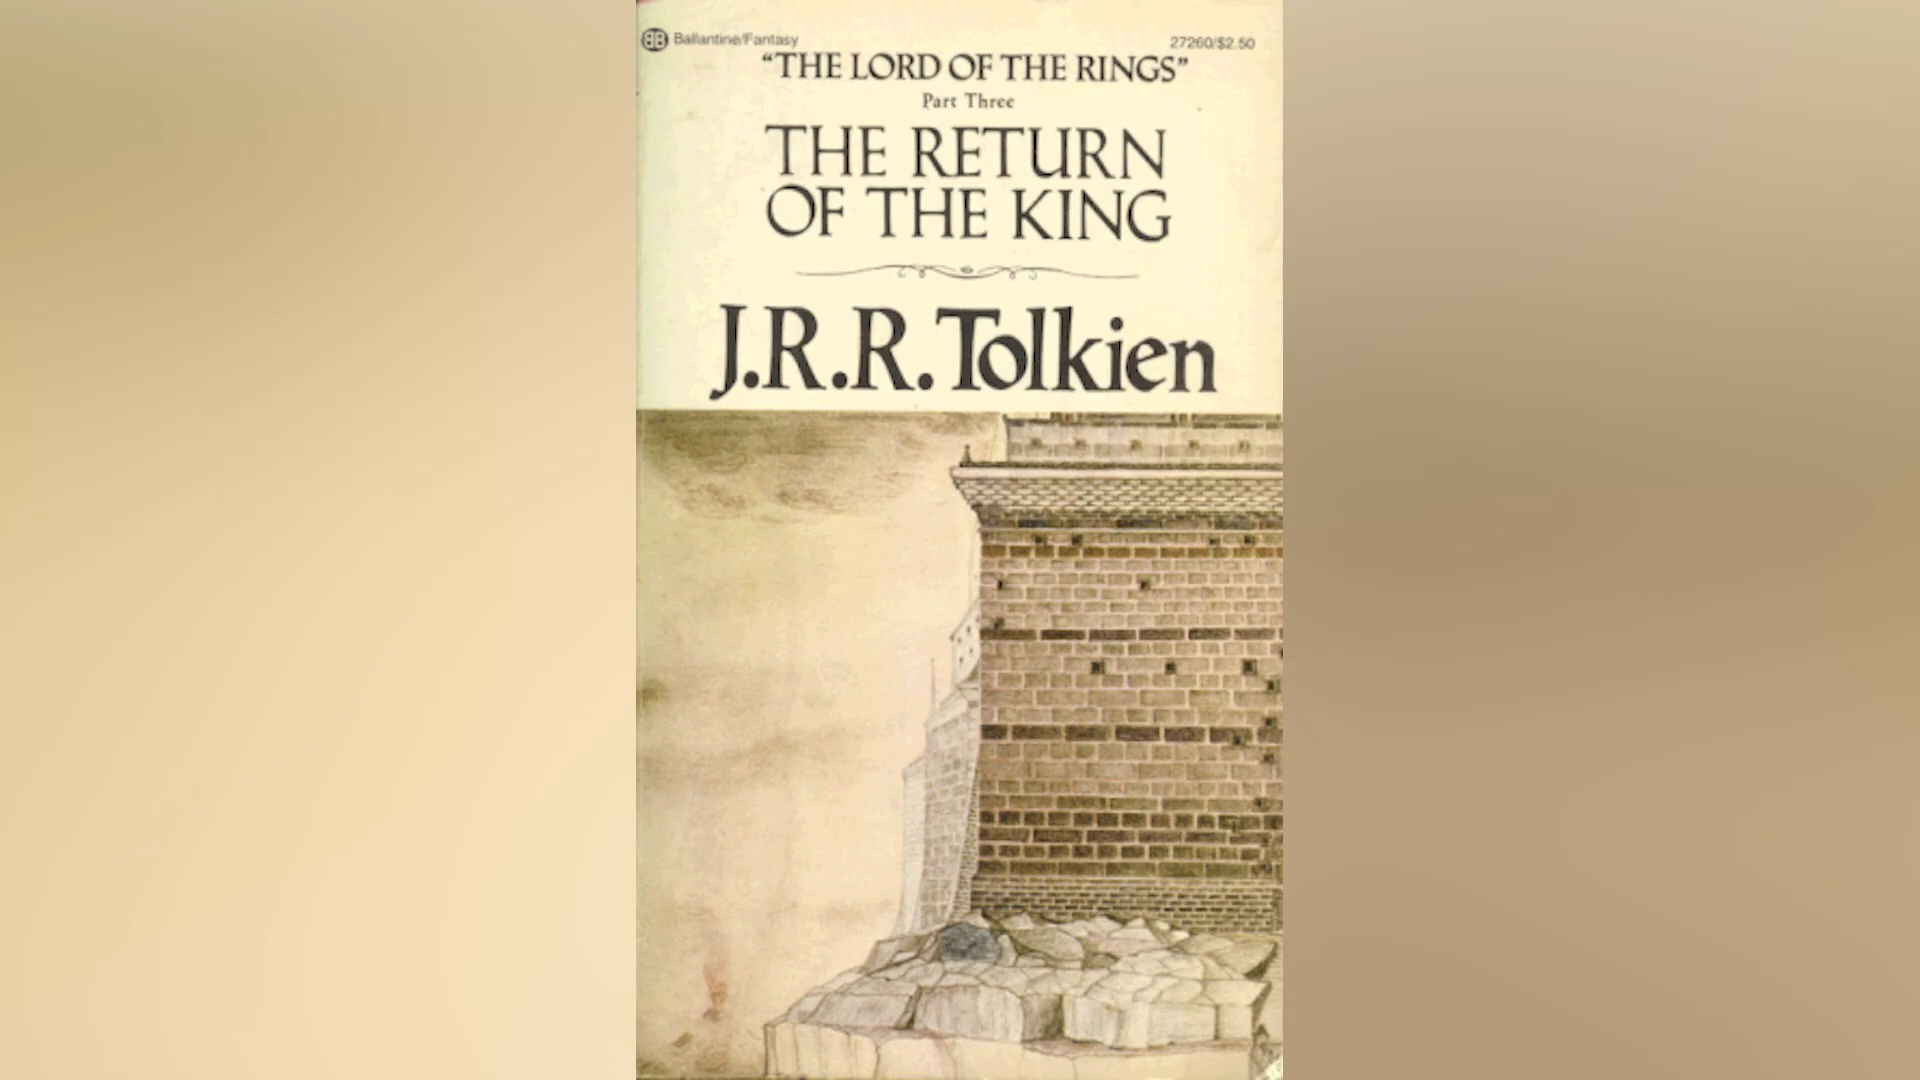 BB Ballantine/Fantasy
27260/$2.50
“THE LORD OF THE RINGS”
Part Three
THE RETURN
OF THE KING
J.R.R. Tolkien